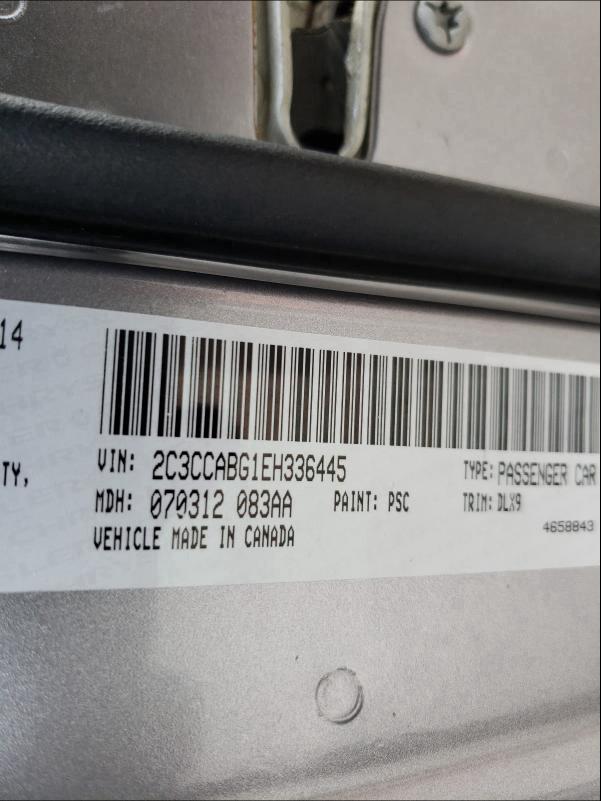 14
TY,
VIN: 2C3CCABG1EH336445 TYPE: PASSENGER CAR
MDH: 070312 083AA PAINT: PSC TRIM: DLX9
VEHICLE MADE IN CANADA 4658843